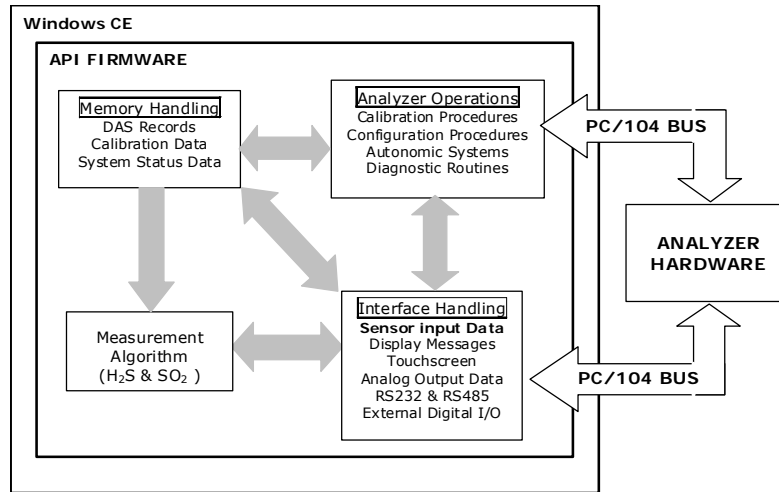 Windows CE
API FIRMWARE
Memory Handling
DAS Records
Calibration Data
System Status Data
Analyzer Operations
Calibration Procedures
Configuration Procedures
Autonomic Systems
Diagnostic Routines
PC/104 BUS
ANALYZER
HARDWARE
Measurement
Algorithm
(H₂S & SO₂ )
Interface Handling
Sensor input Data
Display Messages
Touchscreen
Analog Output Data
RS232 & RS485
External Digital I/O
PC/104 BUS